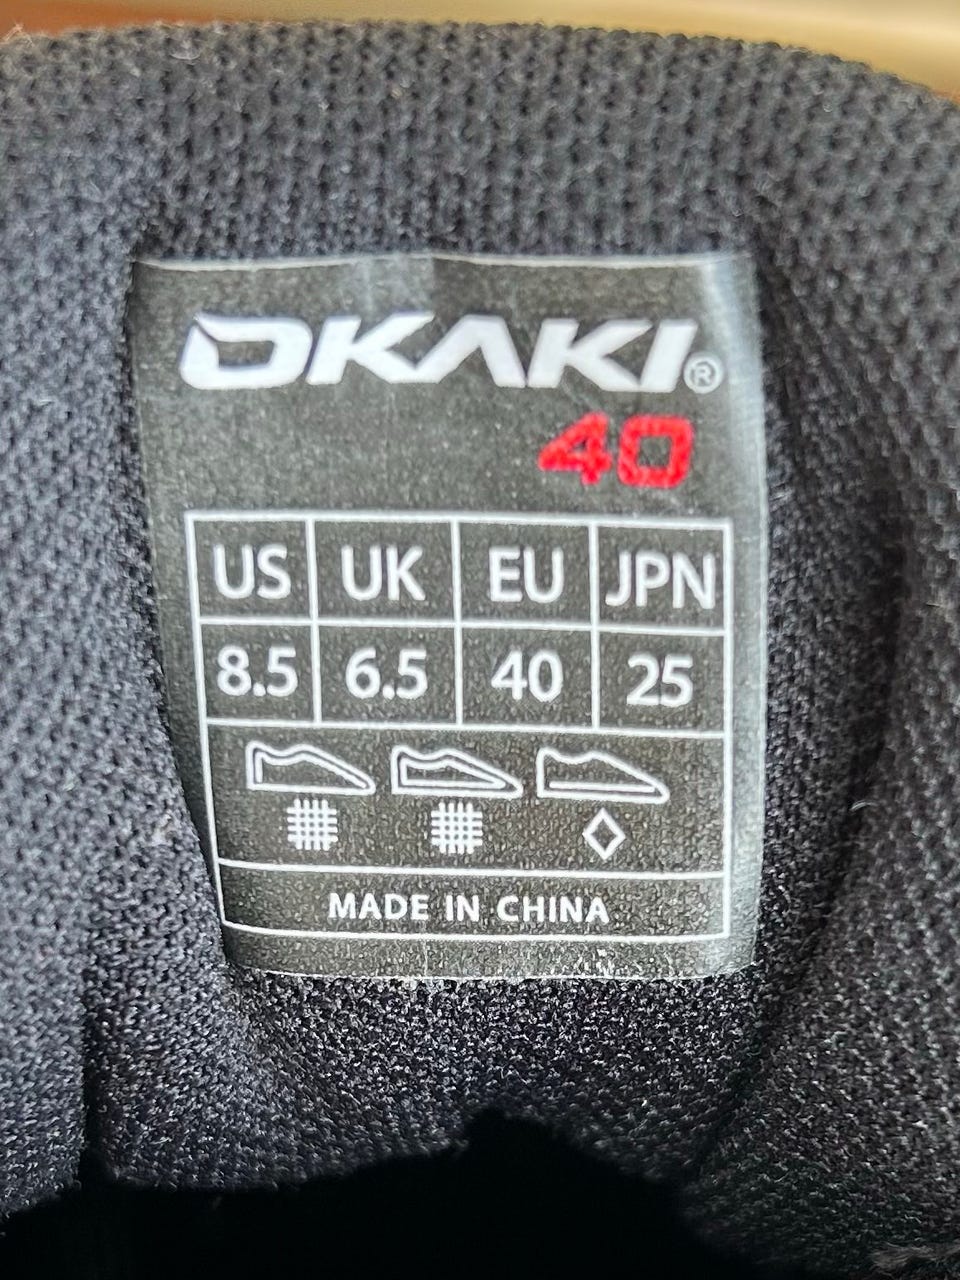 OKAKI®
40
US UK EU JPN
8.5 6.5 40 25
MADE IN CHINA